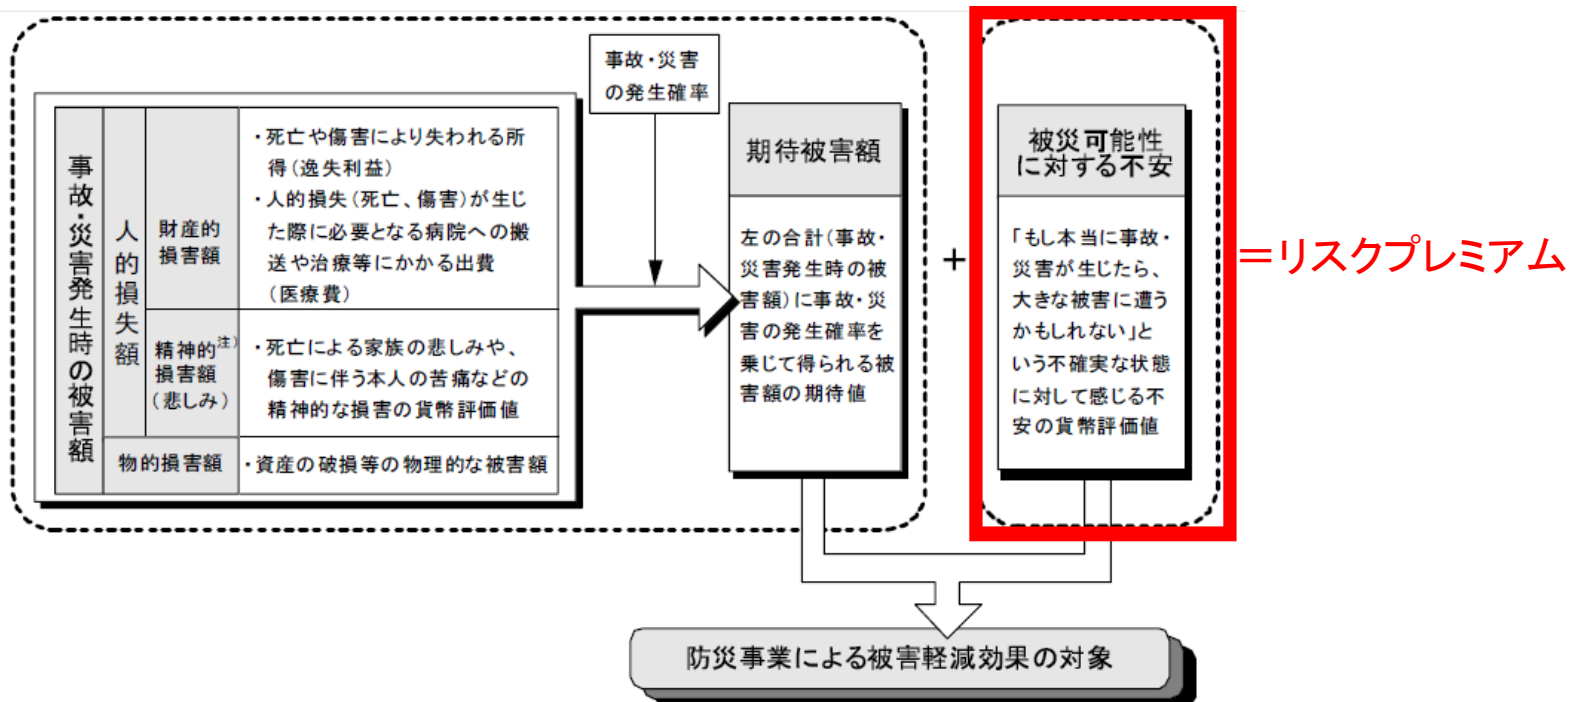 事故・災害
の発生確率
事故・災害発生時の被害額
人的損失額
財産的
損害額
・死亡や傷害により失われる所
得(逸失利益)
・人的損失(死亡、傷害)が生じ
た際に必要となる病院への搬
送や治療等にかかる出費
(医療費)
精神的注)
損害額
(悲しみ)
・死亡による家族の悲しみや、
傷害に伴う本人の苦痛などの
精神的な損害の貨幣評価値
物的損害額
・資産の破損等の物理的な被害額
期待被害額
左の合計(事故・
災害発生時の被
害額)に事故・災
害の発生確率を
乗じて得られる被
害額の期待値
+
被災可能性
に対する不安
「もし本当に事故・
災害が生じたら、
大きな被害に遭う
かもしれない」と
いう不確実な状態
に対して感じる不
安の貨幣評価値
=リスクプレミアム
防災事業による被害軽減効果の対象